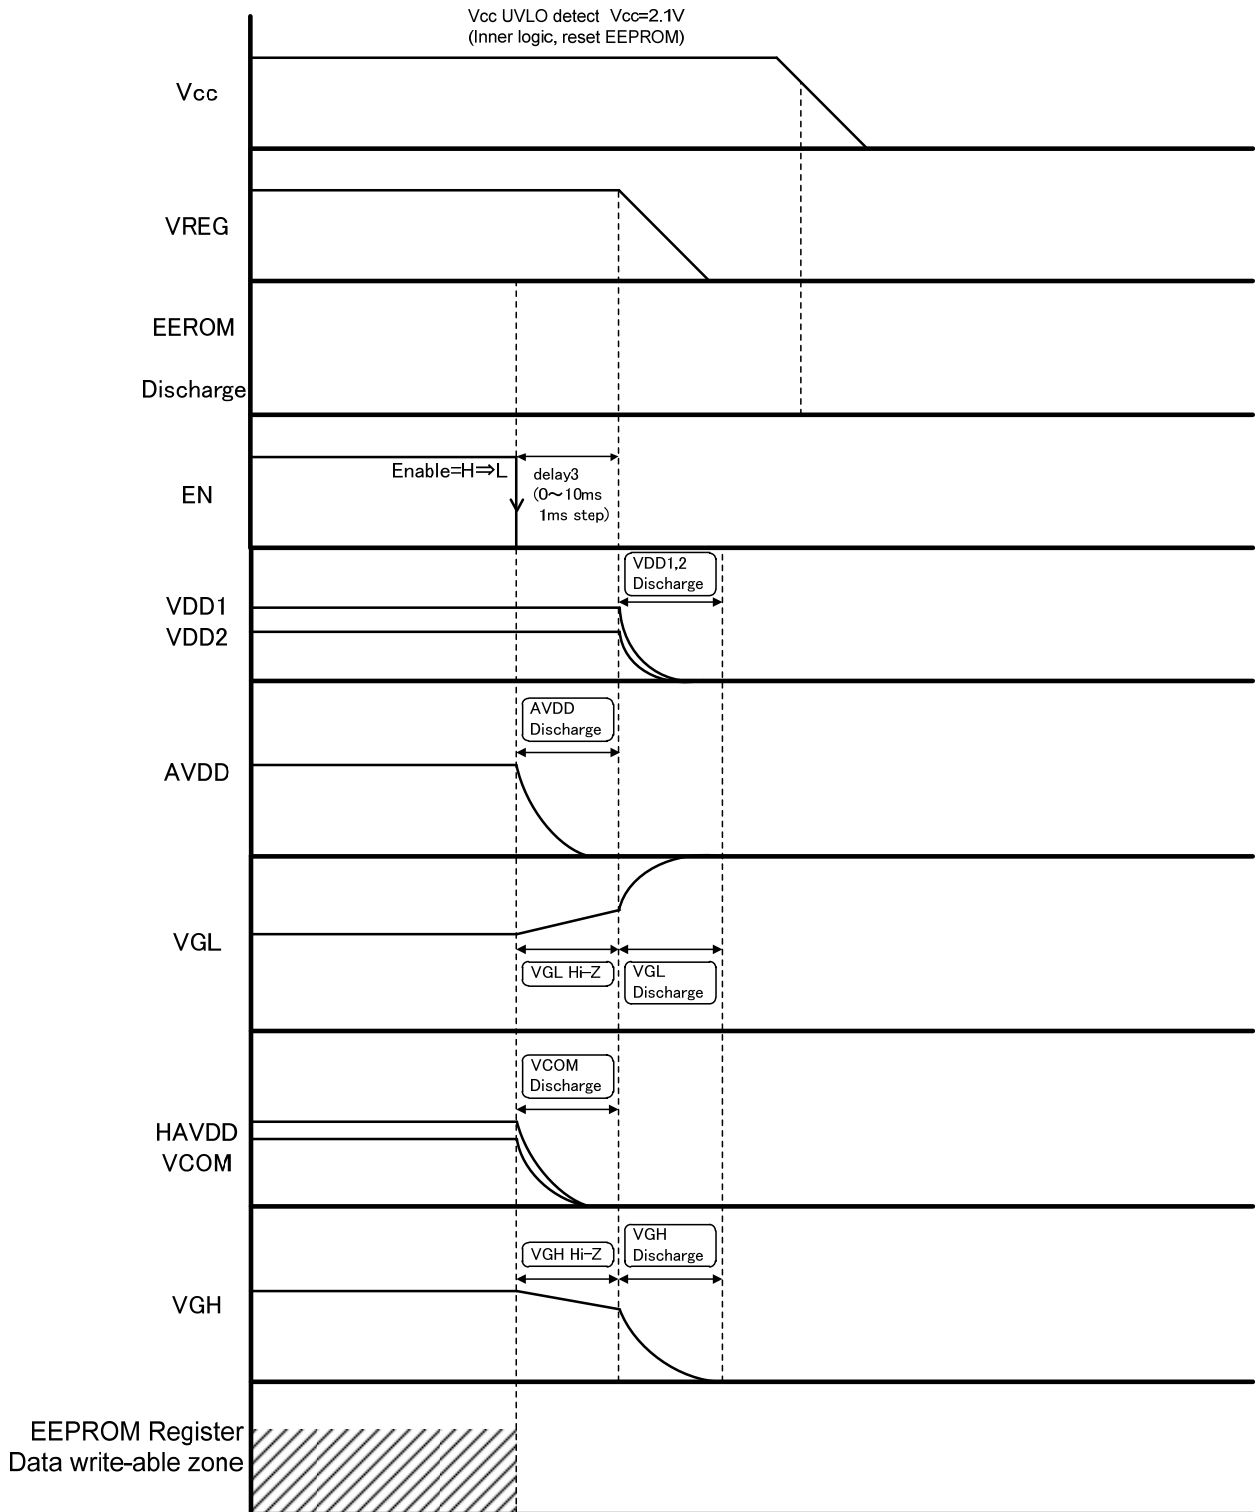 Vcc UVLO detect Vcc=2.1V
(Inner logic, reset EEPROM)
Vcc
VREG
EEROM
Discharge
EN
Enable=H⇒L
delay3
(0～10ms
1ms step)
VDD1,2
Discharge
VDD1
VDD2
AVDD
Discharge
AVDD
VGL
VGL Hi-Z
VGL
Discharge
VCOM
Discharge
HAVDD
VCOM
VGH Hi-Z
VGH
Discharge
VGH
EEPROM Register
Data write-able zone